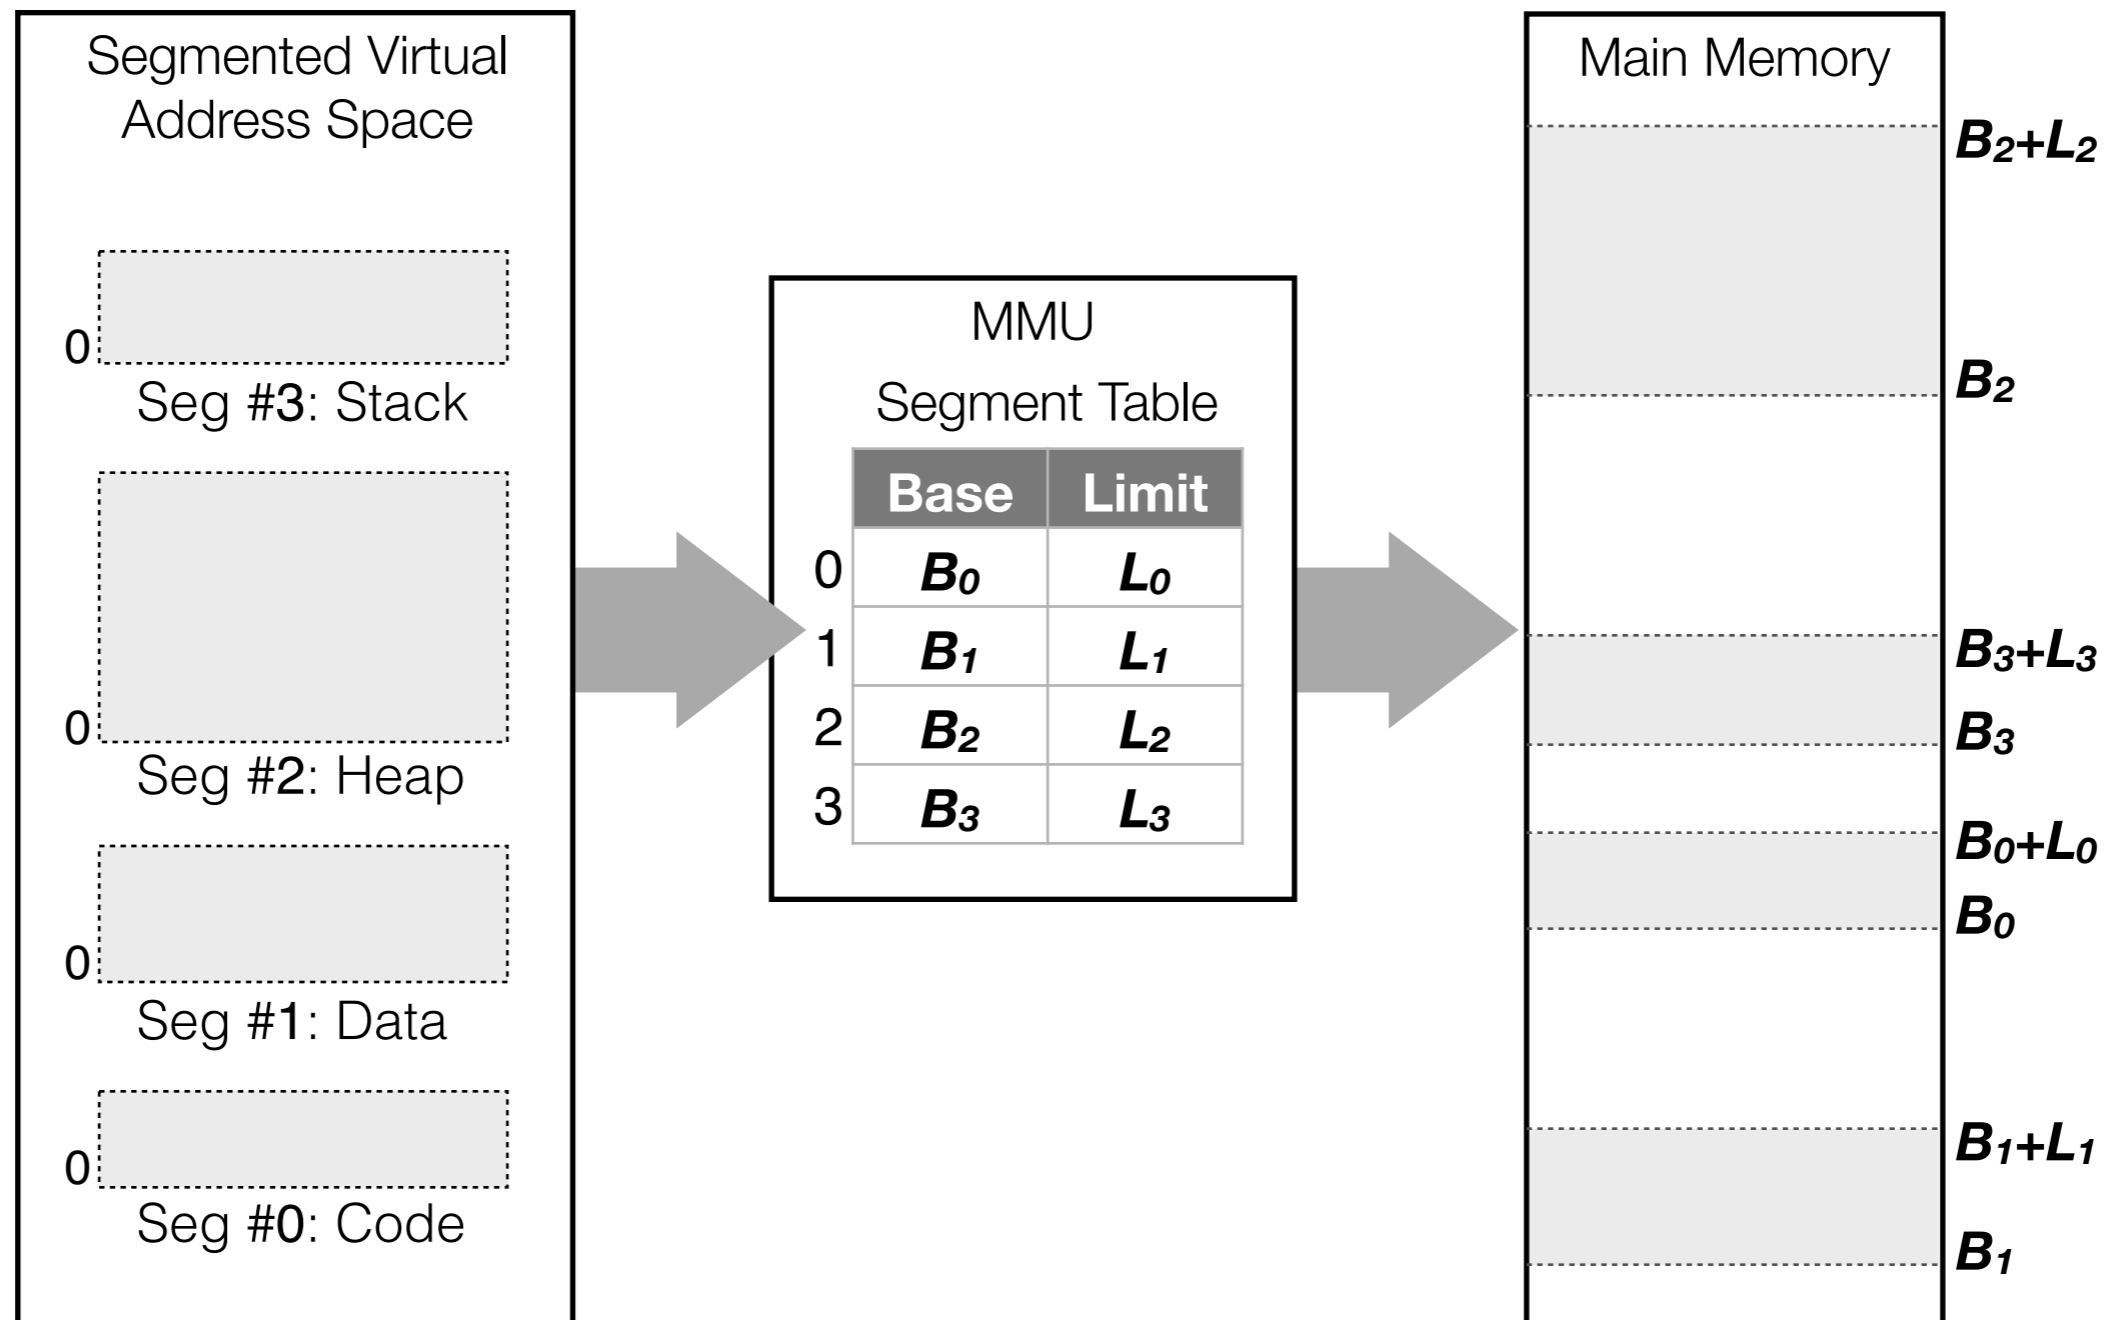 Segmented Virtual
Address Space
0
Seg #3: Stack
0
Seg #2: Heap
0
Seg #1: Data
0
Seg #0: Code
MMU
Segment Table
Base Limit
0 B0 L0
1 B1 L1
2 B2 L2
3 B3 L3
Main Memory
B2+L2
B2
B3+L3
B3
B0+L0
B0
B1+L1
B1